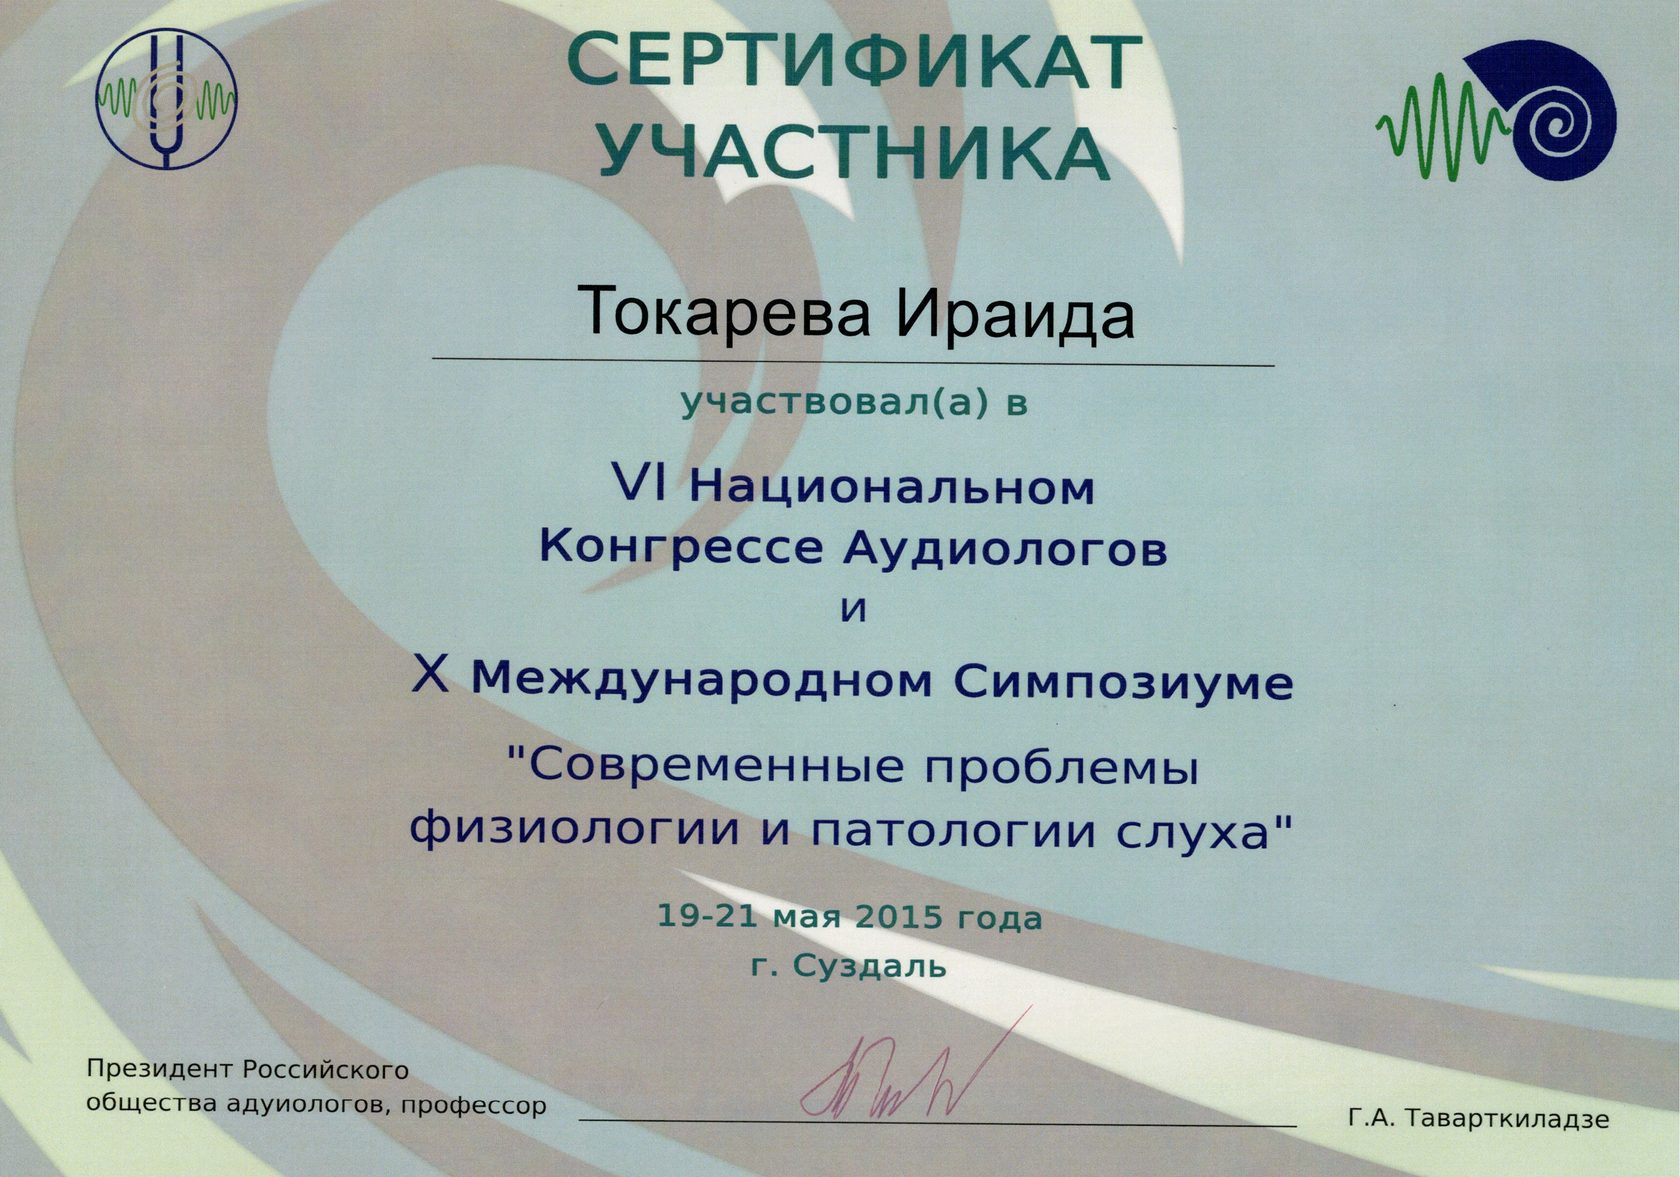 СЕРТИФИКАТ
УЧАСТНИКА
Токарева Ираида
участвовал(а) в
VI Национальном
Конгрессе Аудиологов
и
X Международном Симпозиуме
"Современные проблемы
физиологии и патологии слуха"
19-21 мая 2015 года
г. Суздаль
Президент Российского
общества адуиологов, профессор
Г.А. Таварткиладзе